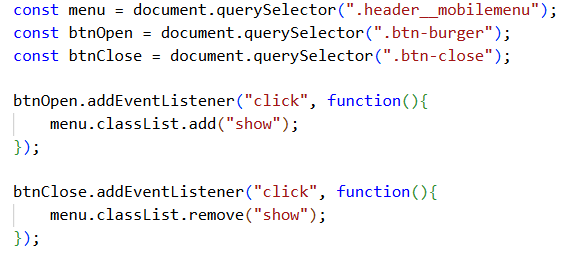 const menu = document.querySelector(".header__mobilemenu");
const btnOpen = document.querySelector(".btn-burger");
const btnClose = document.querySelector(".btn-close");

btnOpen.addEventListener("click", function(){
    menu.classList.add("show");
});

btnClose.addEventListener("click", function(){
    menu.classList.remove("show");
});